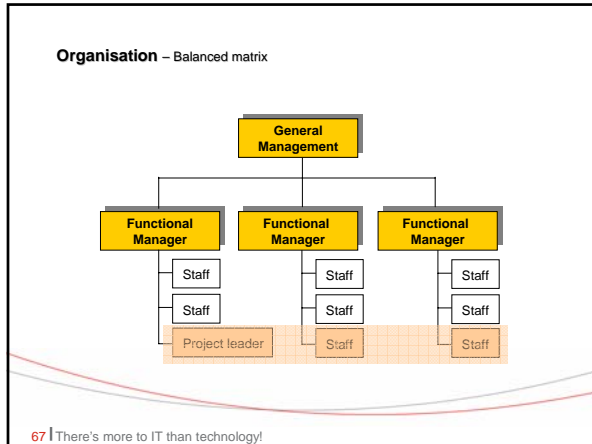 Organisation – Balanced matrix
General
Management
Functional
Manager
Functional
Manager
Functional
Manager
Staff
Staff
Staff
Staff
Staff
Staff
Project leader
Staff
Staff
67 There's more to IT than technology!